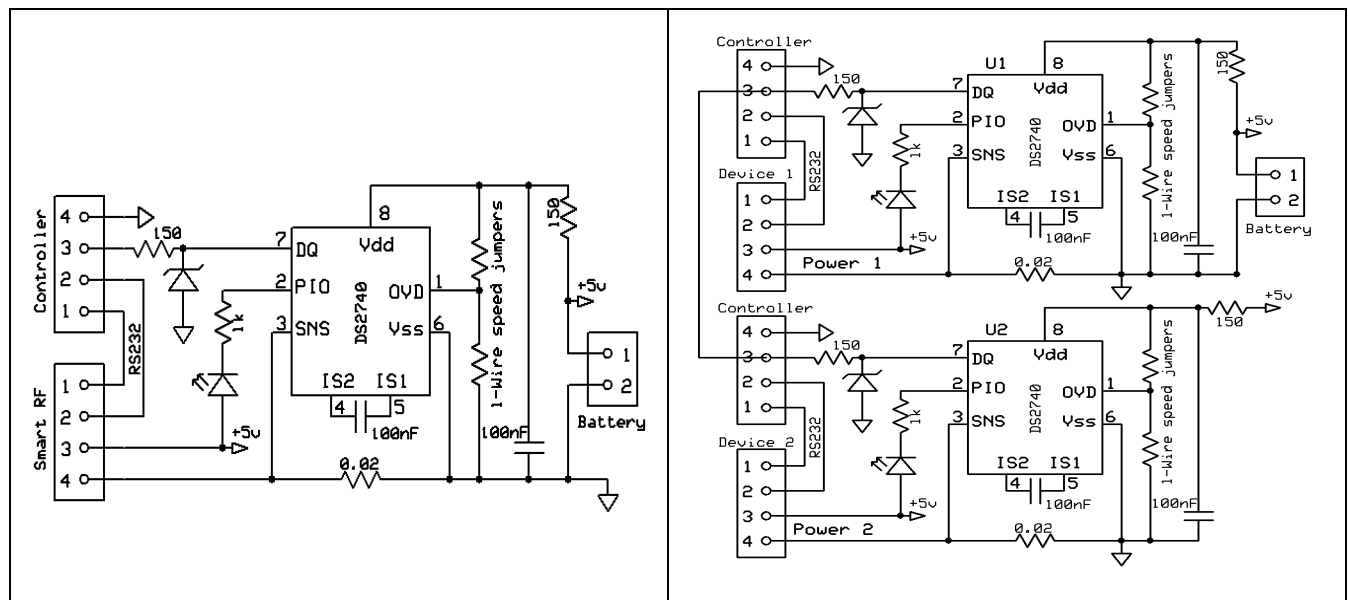 Controller
4
3
2
1
150
RS232
Smart RF
1
2
3
4
7
DQ
2
PIO
3
SNS
8
Vdd
DS2740
OVD
1
Vss
6
IS2
IS1
4
5
100nF
1k
+5v
0.02
1-Wire speed jumpers
100nF
150
+5v
1
2
Battery
Controller
4
3
2
1
150
RS232
Device 1
1
2
3
4
Power 1
U1
7
DQ
2
PIO
3
SNS
8
Vdd
DS2740
OVD
1
Vss
6
IS2
IS1
4
5
100nF
1k
+5v
0.02
1-Wire speed jumpers
100nF
150
+5v
1
2
Battery
Controller
4
3
2
1
150
RS232
Device 2
1
2
3
4
Power 2
U2
7
DQ
2
PIO
3
SNS
8
Vdd
DS2740
OVD
1
Vss
6
IS2
IS1
4
5
100nF
1k
+5v
0.02
1-Wire speed jumpers
100nF
150
+5v